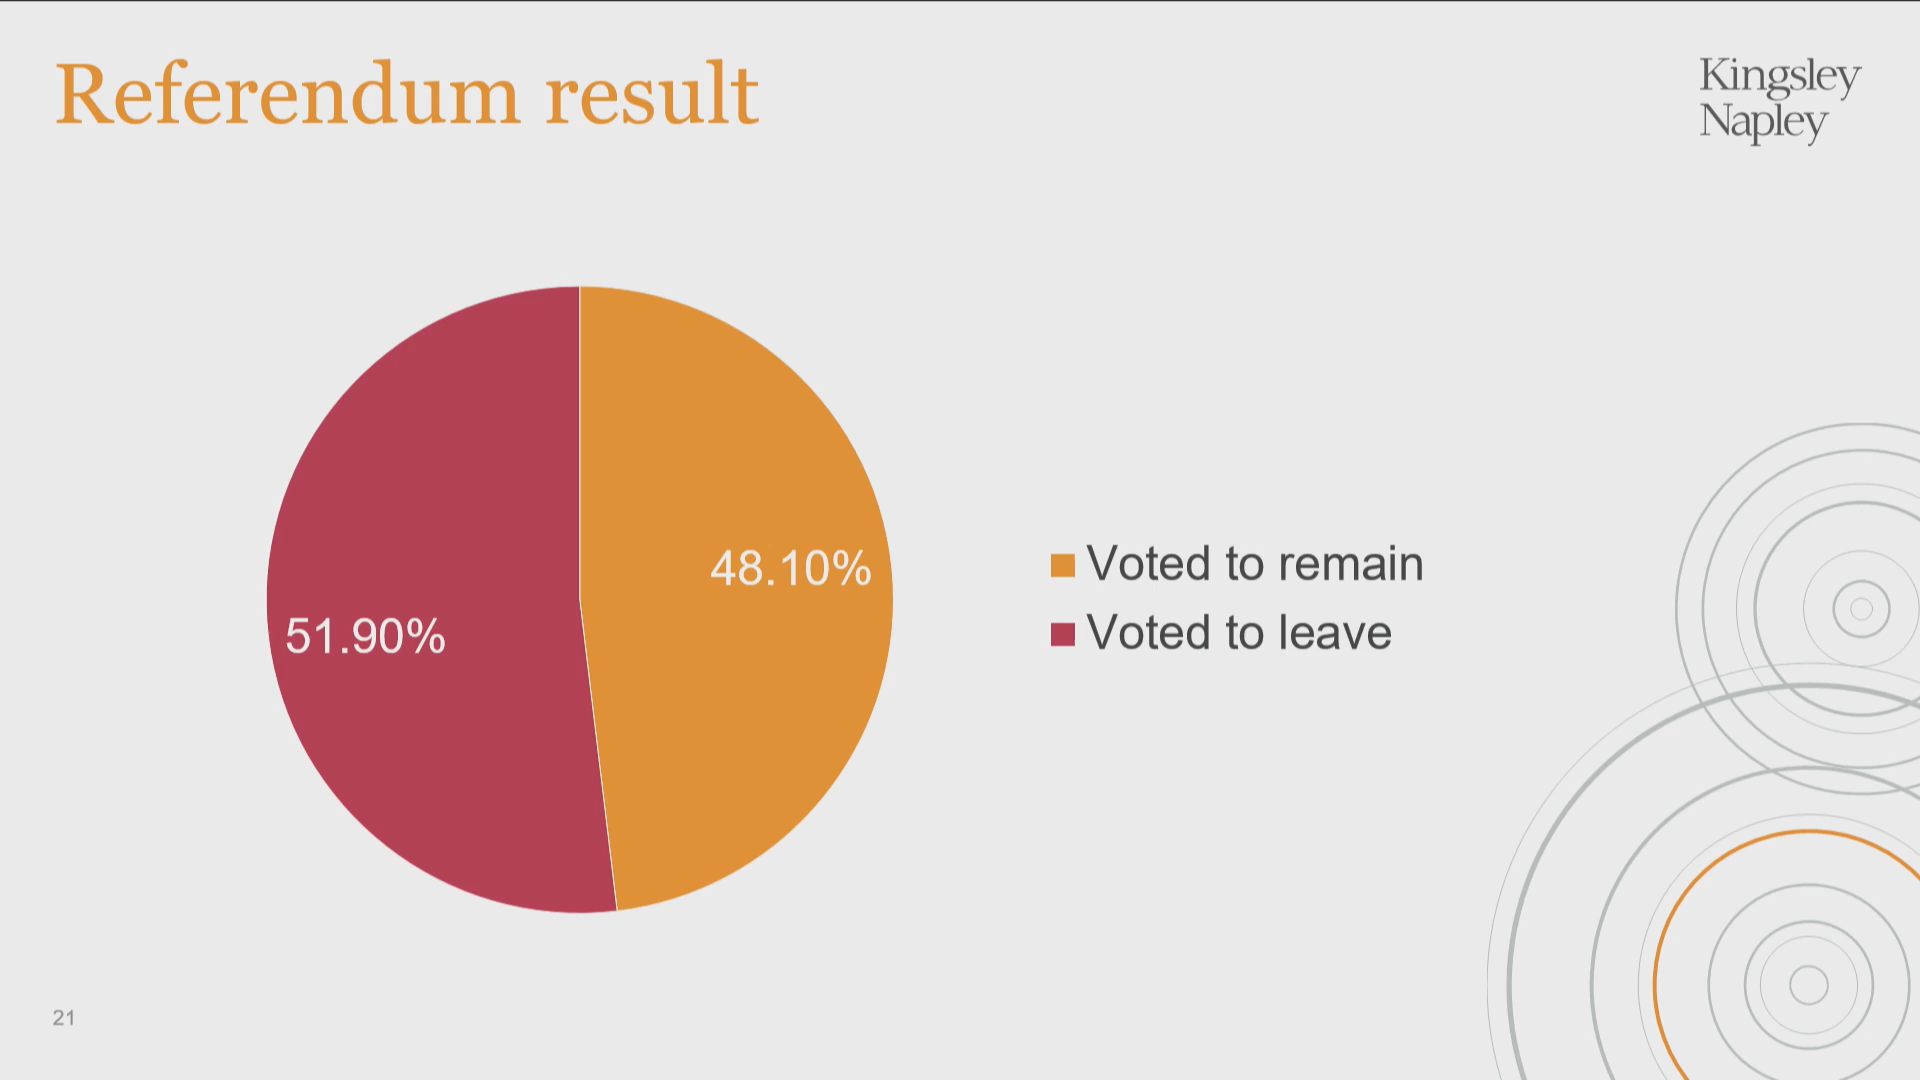 Referendum result
Kingsley
Napley
48.10%
51.90%
Voted to remain
Voted to leave
21